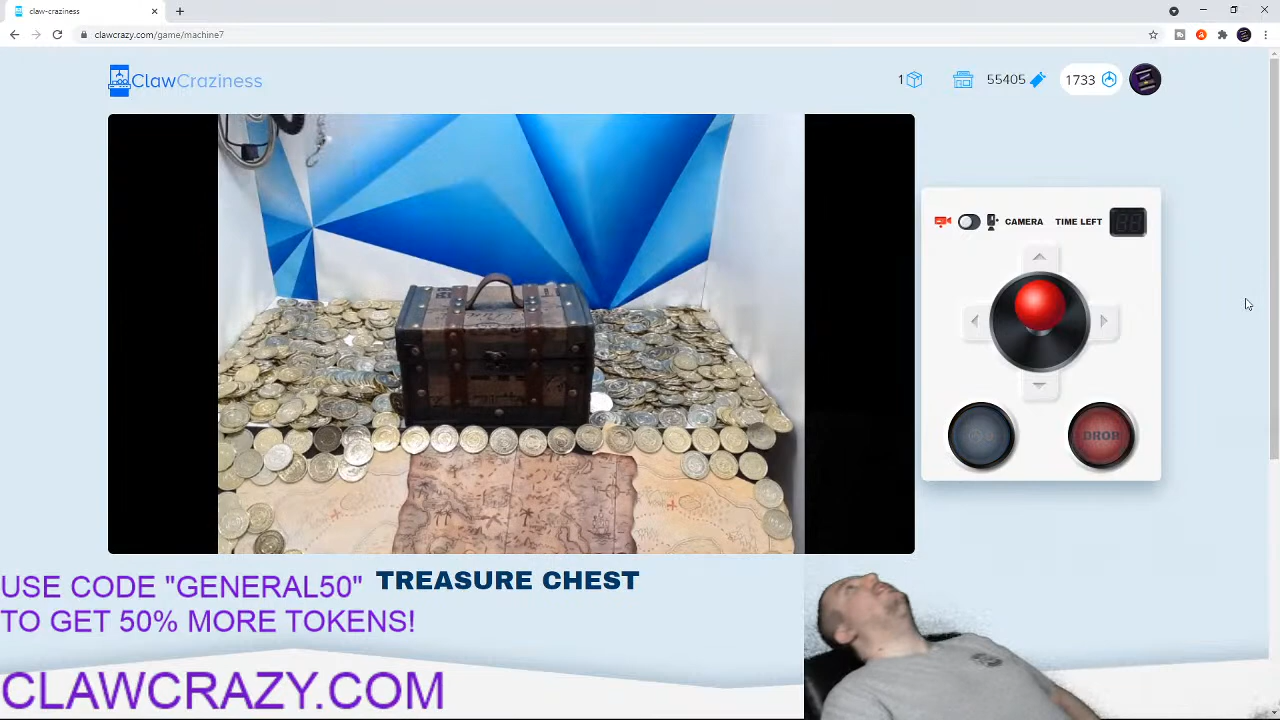 claw-craziness
clawcrazy.com/game/machine7
ClawCraziness
1
55405
1733
CAMERA
TIME LEFT
DROP
TREASURE CHEST
USE CODE "GENERAL50"
TO GET 50% MORE TOKENS!
CLAWCRAZY.COM